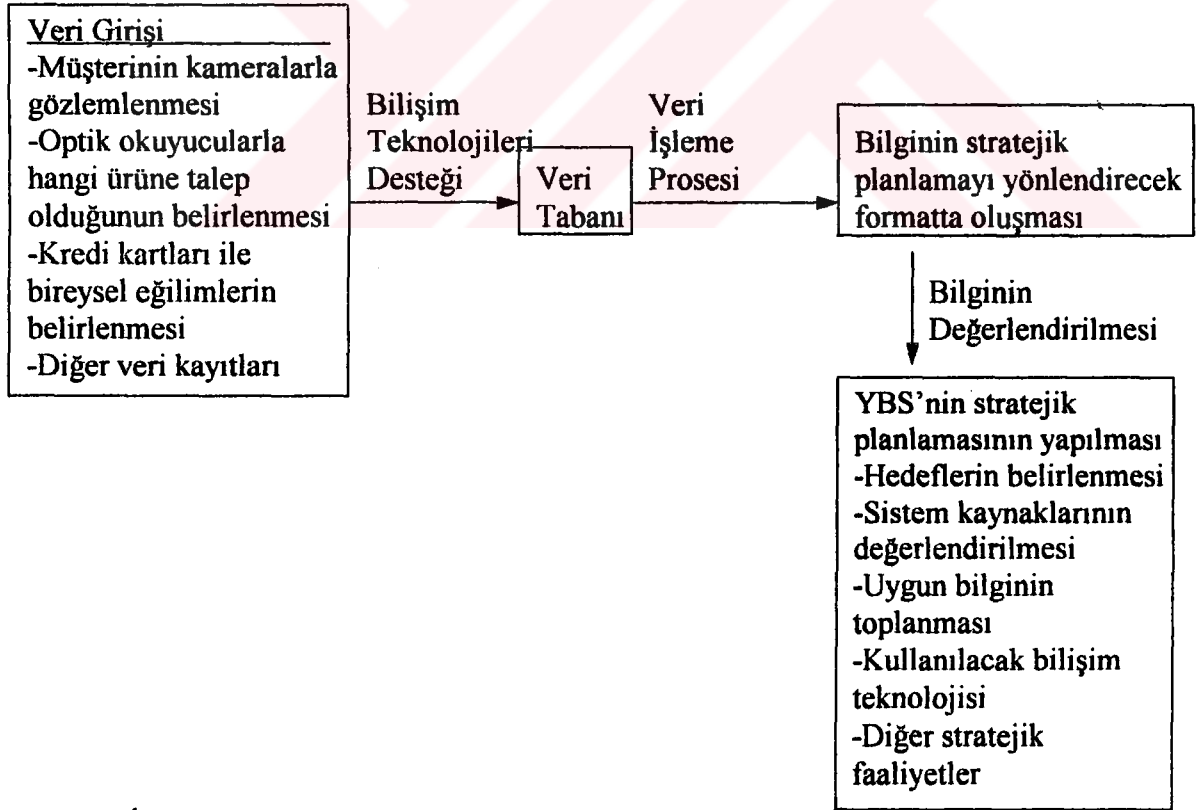 Veri Girişi
-Müşterinin kameralarla
gözlemlenmesi
-Optik okuyucularla
hangi ürüne talep
olduğunun belirlenmesi
-Kredi kartları ile
bireysel eğilimlerin
belirlenmesi
-Diğer veri kayıtları
Bilişim
Teknolojileri
Desteği
Veri
Tabanı
Veri
İşleme
Prosesi
Bilginin stratejik
planlamayı yönlendirecek
formatta oluşması
Bilginin
Değerlendirilmesi
YBS’nin stratejik
planlamasının yapılması
-Hedeflerin belirlenmesi
-Sistem kaynaklarının
değerlendirilmesi
-Uygun bilginin
toplanması
-Kullanılacak bilişim
teknolojisi
-Diğer stratejik
faaliyetler